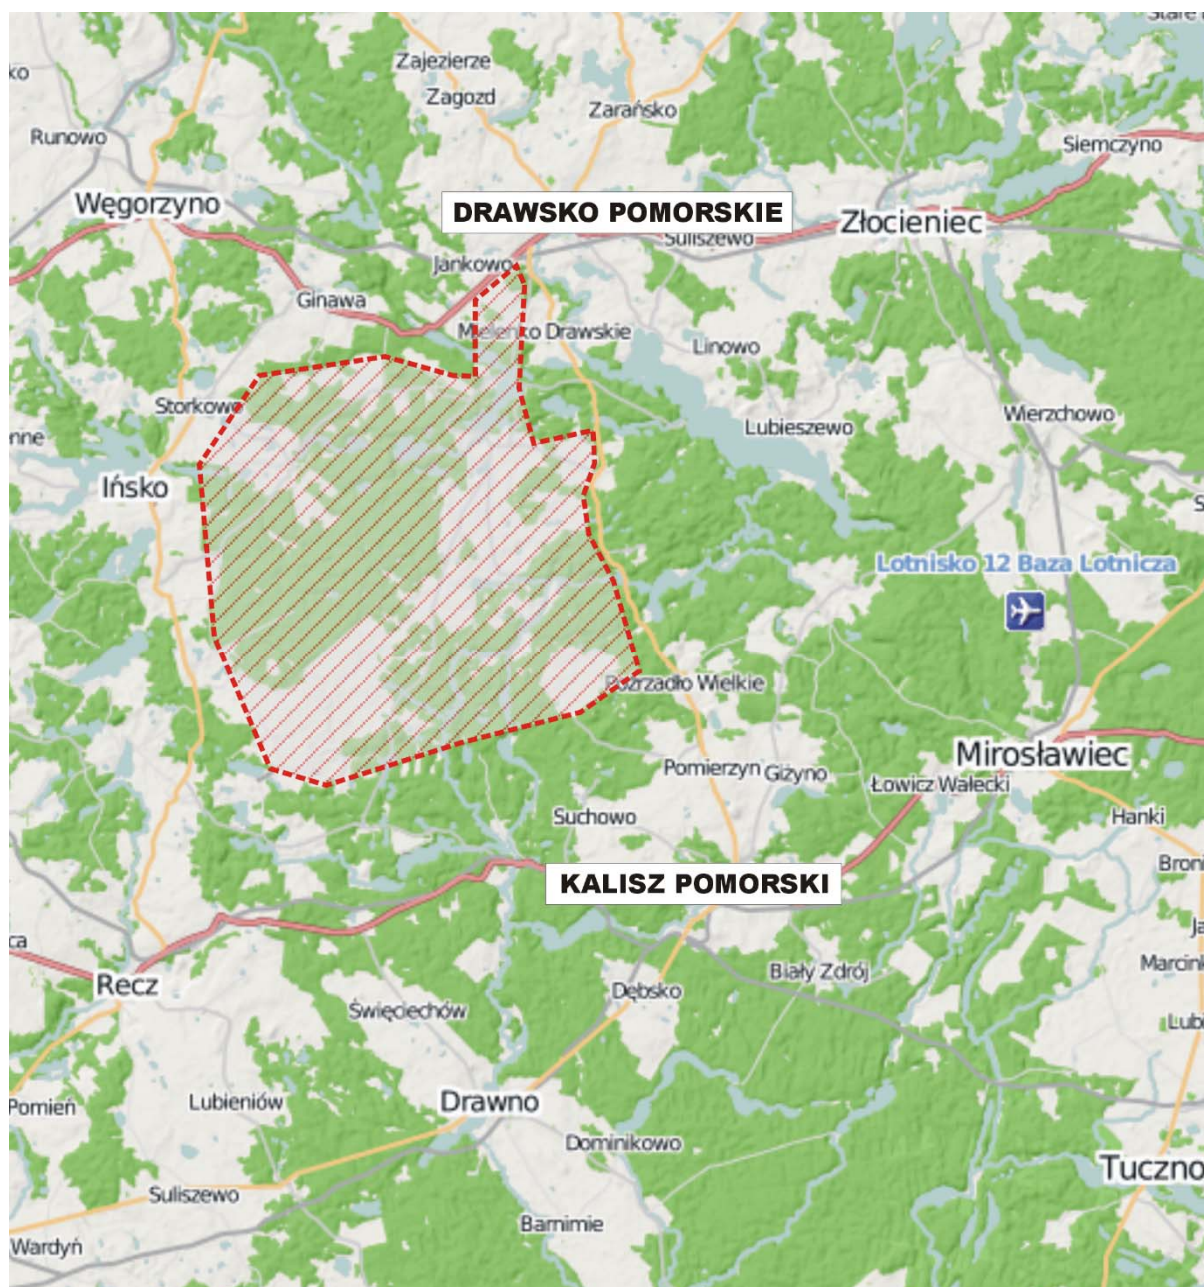 Zajezierze
Zagozd
Zarańsko
Runowo
Siemczyno
Węgorzyno
DRAWSKO POMORSKIE
Złocieniec
Suliszewo
Jankowo
Ginawa
Mielenko Drawskie
Linowo
Storkowo
Wierzchowo
Lubieszewo
Ińsko
Lotnisko 12 Baza Lotnicza
Pozrzadło Wielkie
Mirosławiec
Pomierzyn
Giżyno
Łowicz Wałecki
Suchowo
Hanki
KALISZ POMORSKI
Recz
Biały Zdrój
Dębsko
Święciechów
Lubieniów
Drawno
Pomień
Dominikowo
Tuczno
Suliszewo
Barnimie
Wardyń